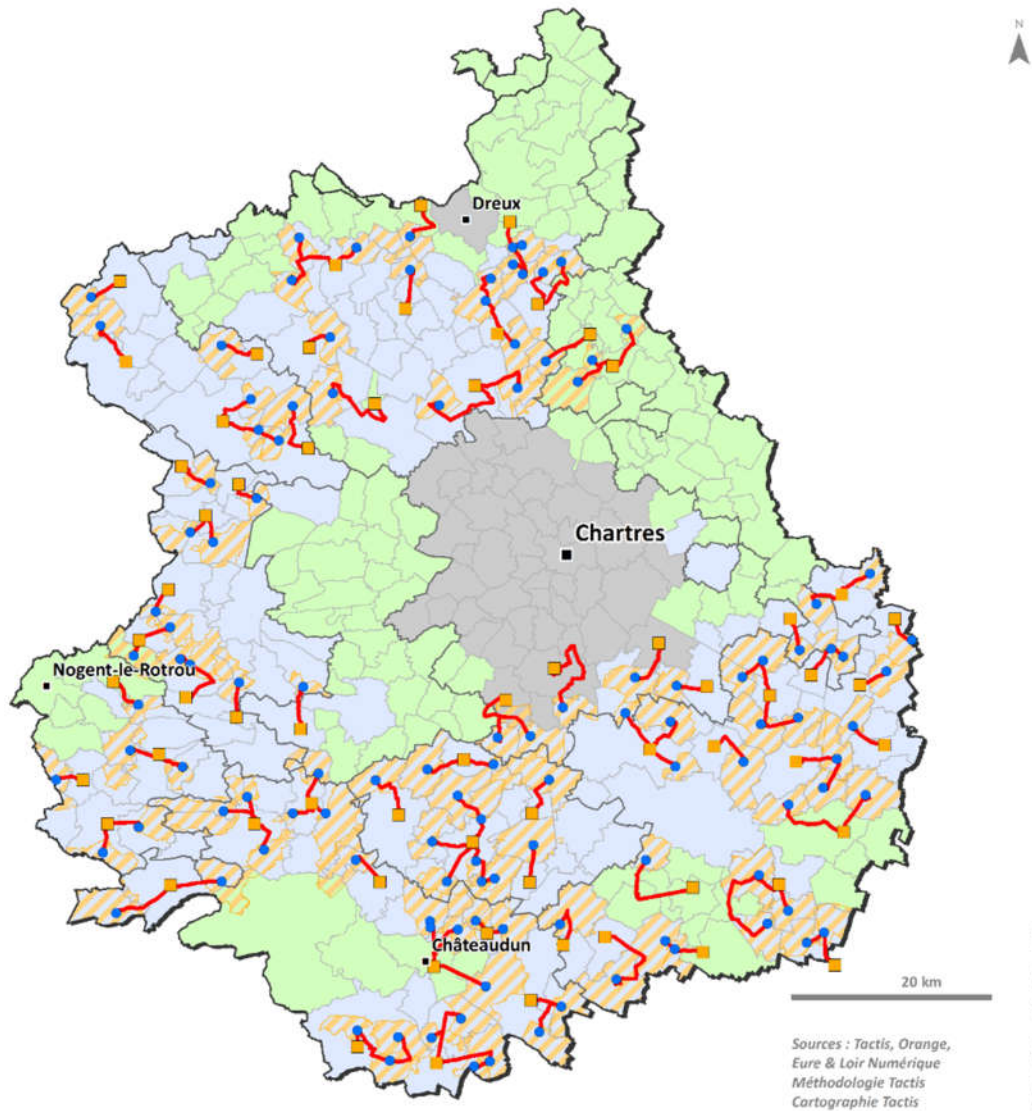 N
Dreux
Chartres
Nogent-le-Rotrou
Châteaudun
20 km
Sources : Tactis, Orange,
Eure & Loir Numérique
Méthodologie Tactis
Cartographie Tactis